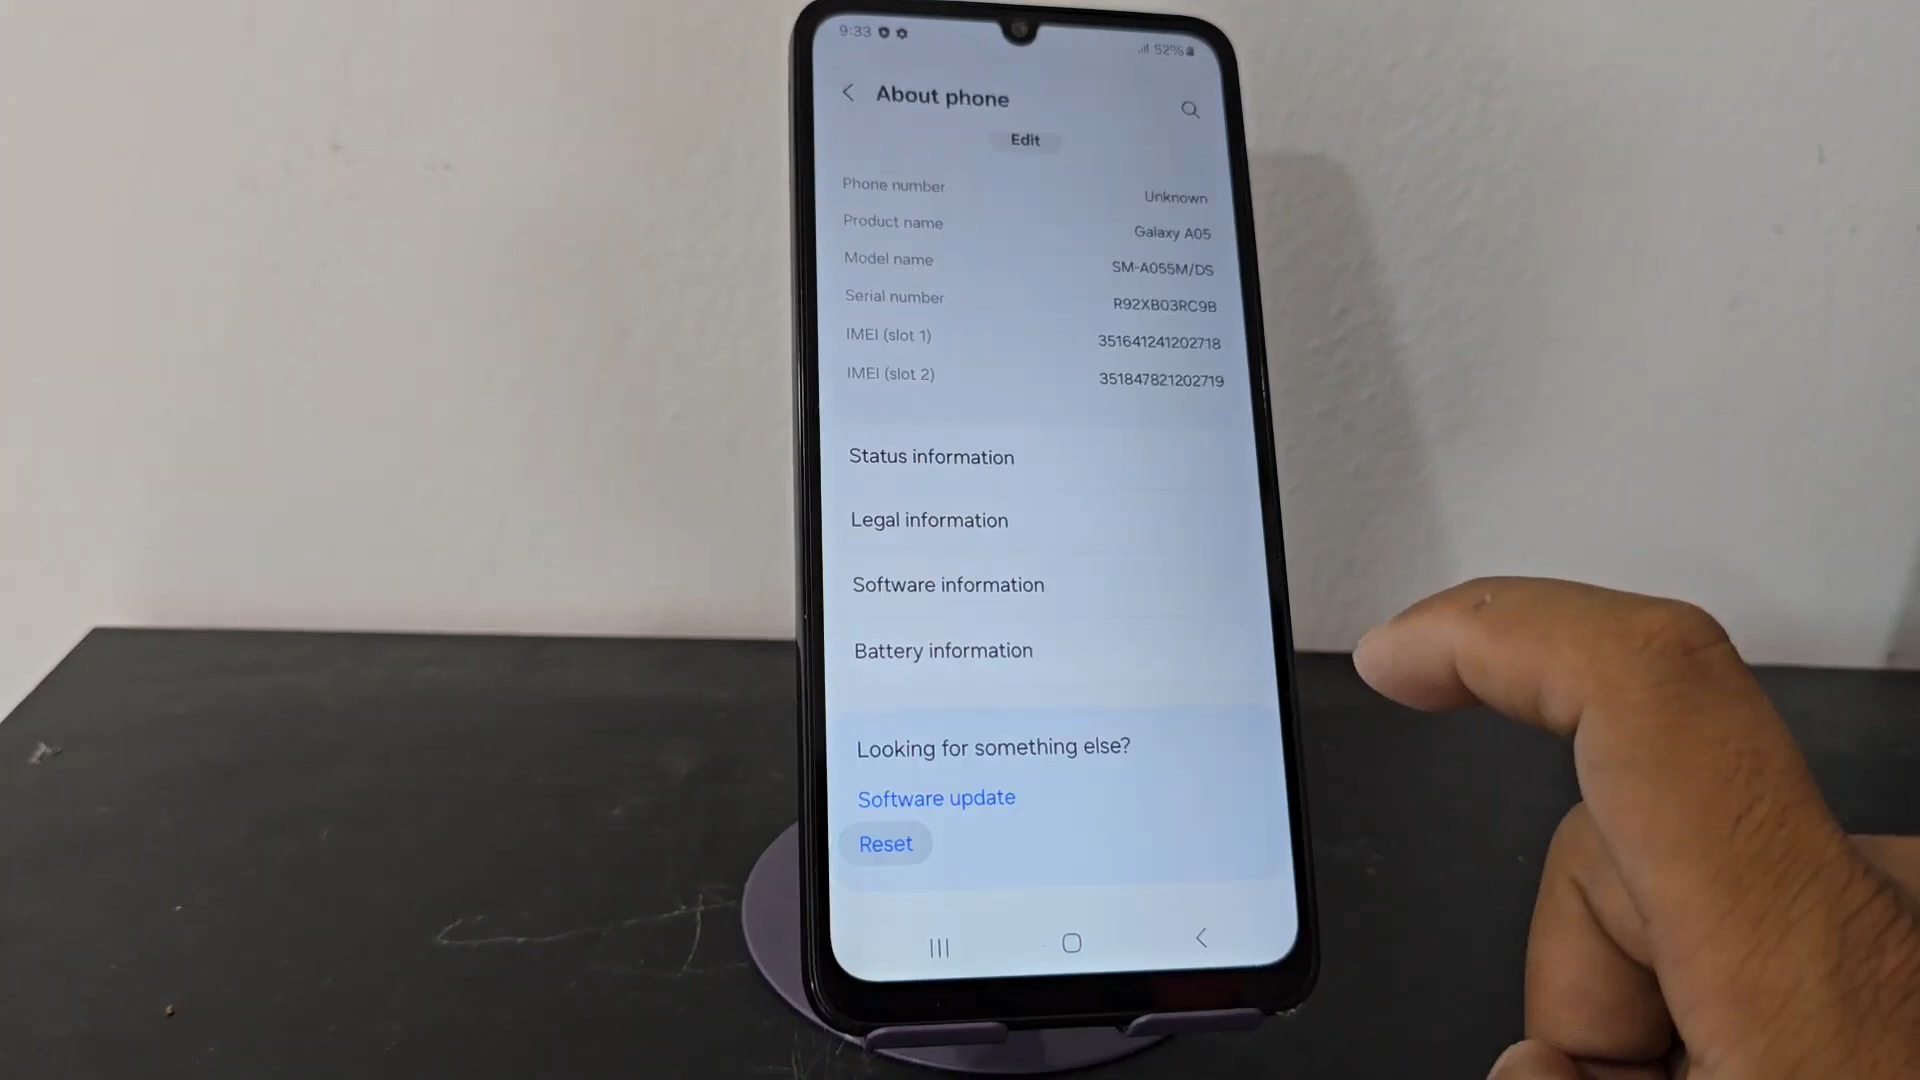 9:33
52%
About phone
Edit
Phone number Unknown
Product name Galaxy A05
Model name SM-A055M/DS
Serial number R92XB03RC9B
IMEI (slot 1) 351641241202718
IMEI (slot 2) 351847821202719
Status information
Legal information
Software information
Battery information
Looking for something else?
Software update
Reset